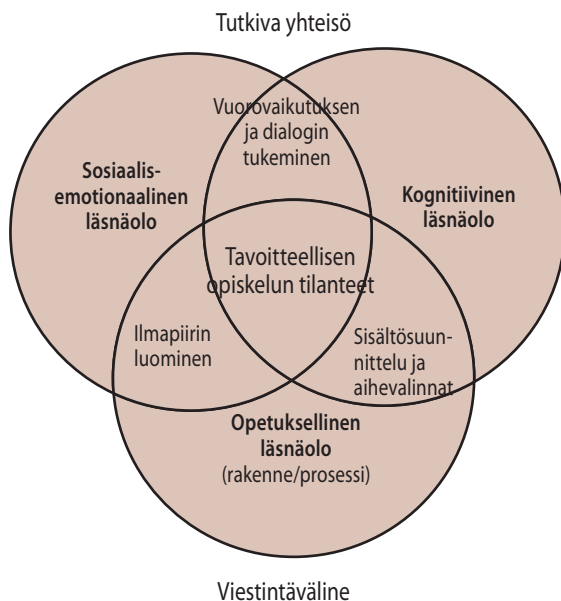 Tutkiva yhteisö
Vuorovaikutuksen
ja dialogin
tukeminen
Sosiaalis-
emotionaalinen
läsnäolo
Kognitiivinen
läsnäolo
Tavoitteellisen
opiskelun tilanteet
Ilmapiirin
luominen
Sisältösuun-
nittelu ja
aihevalinnat
Opetuksellinen
läsnäolo
(rakenne/prosessi)
Viestintäväline